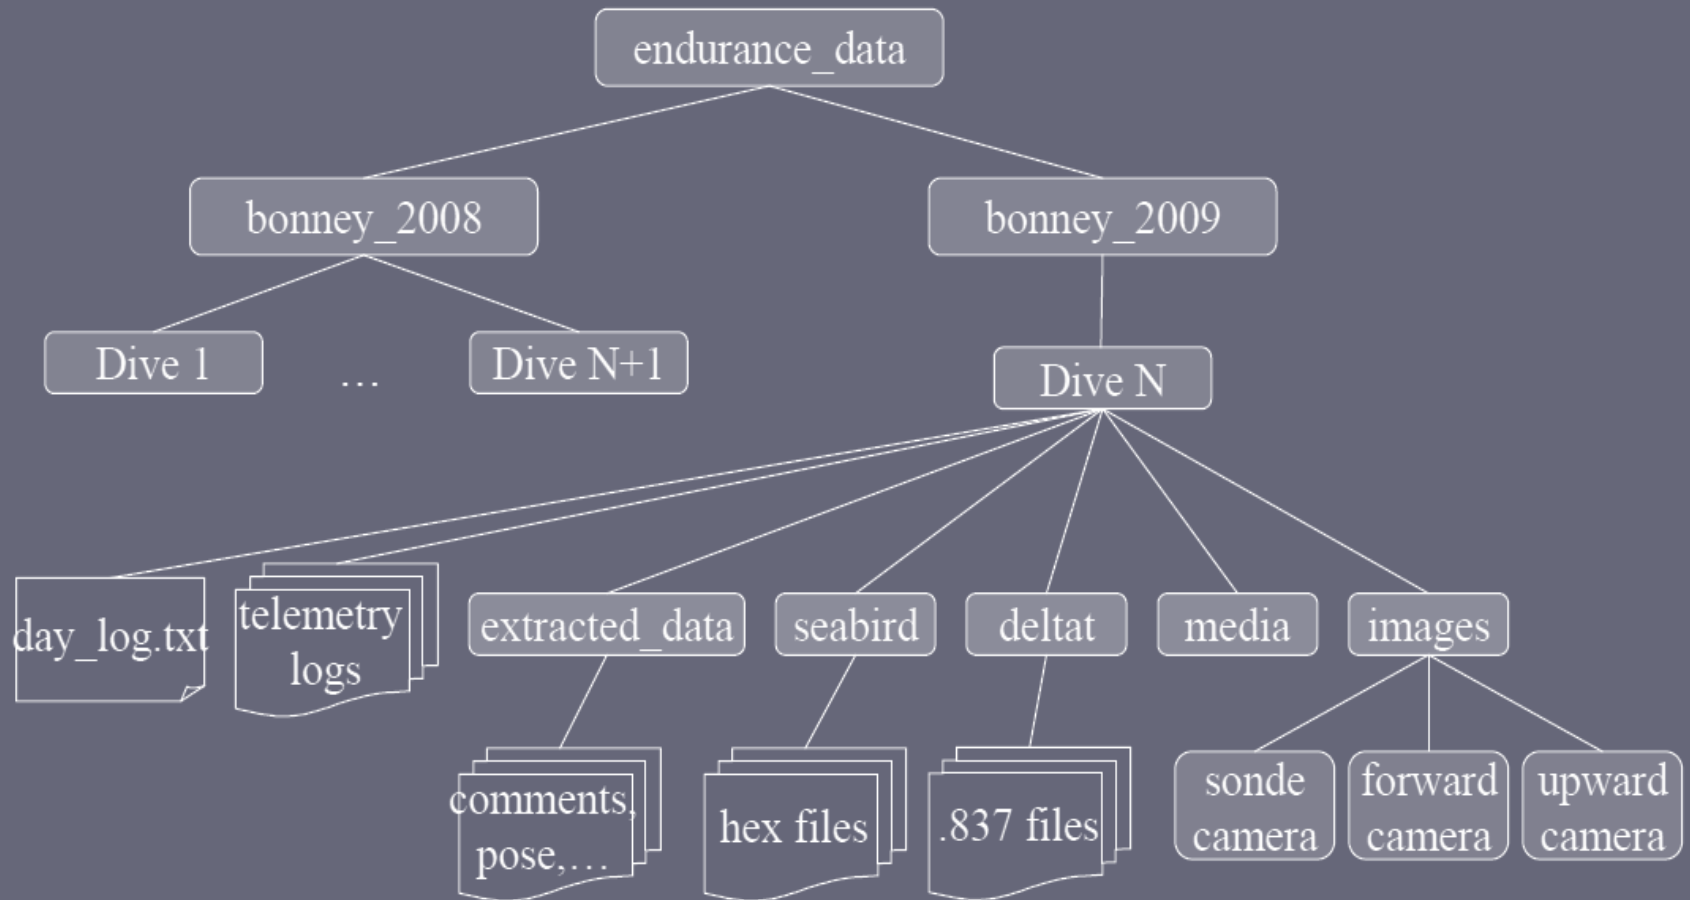 endurance_data
bonney_2008
bonney_2009
Dive 1
...
Dive N+1
Dive N
day_log.txt
telemetry
logs
extracted_data
seabird
deltat
media
images
comments,
pose,...
hex files
.837 files
sonde
camera
forward
camera
upward
camera